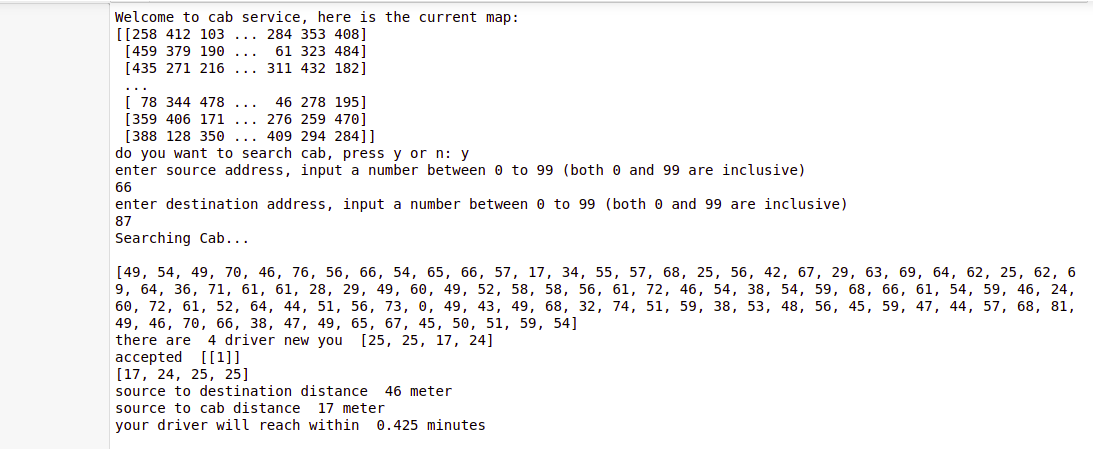 Welcome to cab service, here is the current map:
[[258 412 103 ... 284 353 408]
 [459 379 190 ...  61 323 484]
 [435 271 216 ... 311 432 182]
 ...
 [ 78 344 478 ...  46 278 195]
 [359 406 171 ... 276 259 470]
 [388 128 350 ... 409 294 284]]
do you want to search cab, press y or n: y
enter source address, input a number between 0 to 99 (both 0 and 99 are inclusive)
66
enter destination address, input a number between 0 to 99 (both 0 and 99 are inclusive)
87
Searching Cab...

[49, 54, 49, 70, 46, 76, 56, 66, 54, 65, 66, 57, 17, 34, 55, 57, 68, 25, 56, 42, 67, 29, 63, 69, 64, 62, 25, 62, 6
9, 64, 36, 71, 61, 61, 28, 29, 49, 60, 49, 52, 58, 58, 56, 61, 72, 46, 54, 38, 54, 59, 68, 66, 61, 54, 59, 46, 24,
60, 72, 61, 52, 64, 44, 51, 56, 73, 0, 49, 43, 49, 68, 32, 74, 51, 59, 38, 53, 48, 56, 45, 59, 47, 44, 57, 68, 81,
49, 46, 70, 66, 38, 47, 49, 65, 67, 45, 50, 51, 59, 54]
there are  4 driver new you  [25, 25, 17, 24]
accepted  [[1]]
[17, 24, 25, 25]
source to destination distance  46 meter
source to cab distance  17 meter
your driver will reach within  0.425 minutes